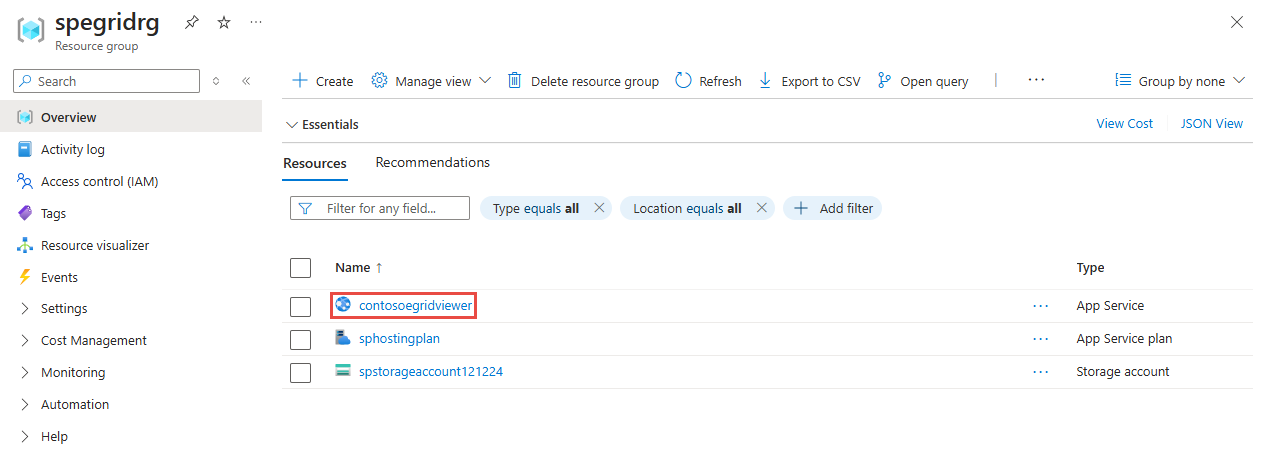 spegridrg
Resource group
Search
Create Manage view Delete resource group Refresh Export to CSV Open query Group by none
Overview
Activity log
Access control (IAM)
Tags
Resource visualizer
Events
Settings
Cost Management
Monitoring
Automation
Help
Essentials View Cost JSON View
Resources Recommendations
Filter for any field... Type equals all Location equals all Add filter
Name Type
contosoegridviewer App Service
sphostingplan App Service plan
spstorageaccount121224 Storage account